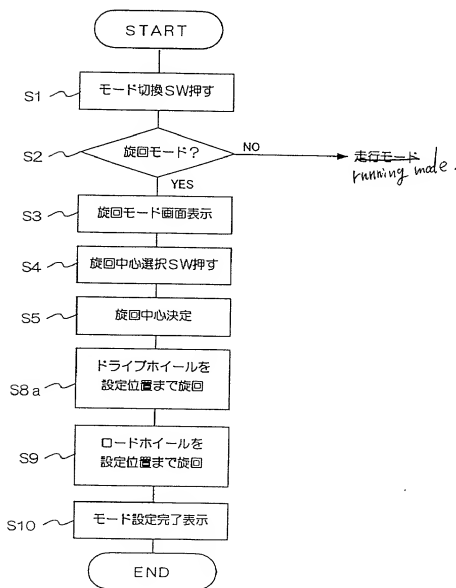 START
S1
モード切換SW押す
S2
旋回モード？
NO
走行モード
running mode.
YES
S3
旋回モード画面表示
S4
旋回中心選択SW押す
S5
旋回中心決定
S8a
ドライブホイールを
設定位置まで旋回
S9
ロードホイールを
設定位置まで旋回
S10
モード設定完了表示
END